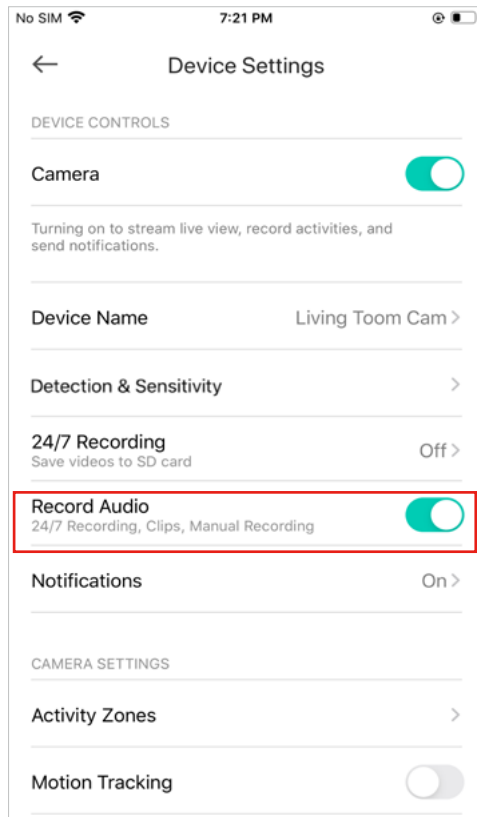 No SIM 7:21 PM
Device Settings
DEVICE CONTROLS
Camera
Turning on to stream live view, record activities, and
send notifications.
Device Name Living Toom Cam
Detection & Sensitivity
24/7 Recording Off
Save videos to SD card
Record Audio
24/7 Recording, Clips, Manual Recording
Notifications On
CAMERA SETTINGS
Activity Zones
Motion Tracking